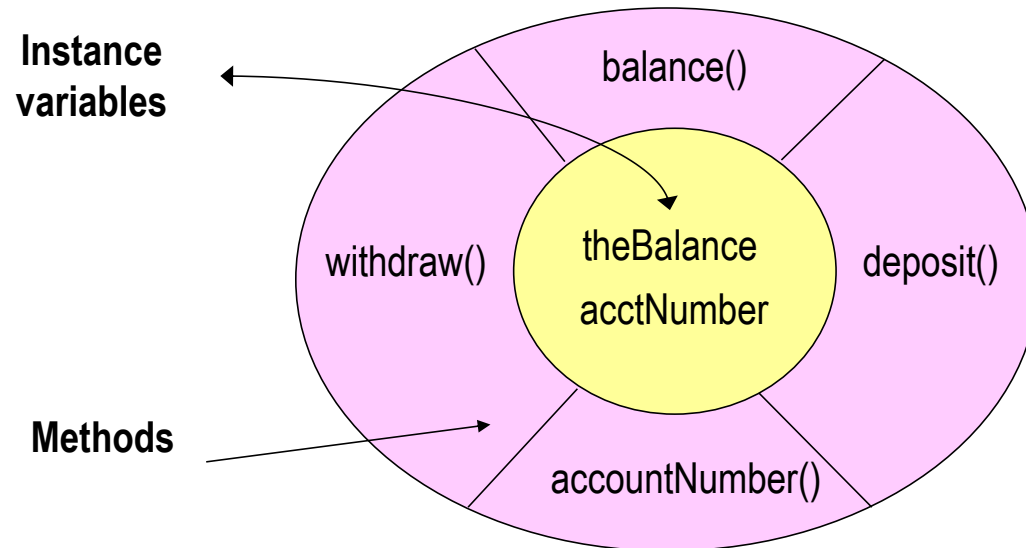 Instance
variables
balance()
withdraw()
theBalance
acctNumber
deposit()
Methods
accountNumber()